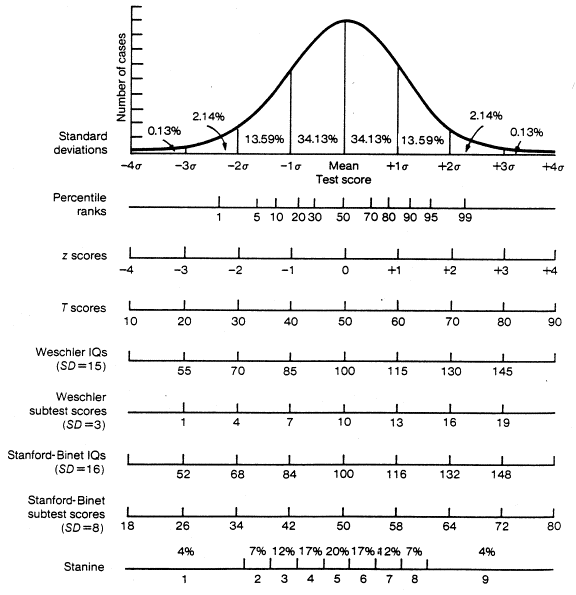 Number of cases
0.13% 2.14% 13.59% 34.13% 34.13% 13.59% 2.14% 0.13%
Standard
deviations
−4σ −3σ −2σ −1σ Mean +1σ +2σ +3σ +4σ
Test score
Percentile
ranks
1 5 10 20 30 50 70 80 90 95 99
z scores
−4 −3 −2 −1 0 +1 +2 +3 +4
T scores
10 20 30 40 50 60 70 80 90
Weschler IQs
(SD=15)
55 70 85 100 115 130 145
Weschler
subtest scores
(SD=3)
1 4 7 10 13 16 19
Stanford-Binet IQs
(SD=16)
52 68 84 100 116 132 148
Stanford-Binet
subtest scores
(SD=8)
18 26 34 42 50 58 64 72 80
4% 7% 12% 17% 20% 17% 12% 7% 4%
Stanine
1 2 3 4 5 6 7 8 9